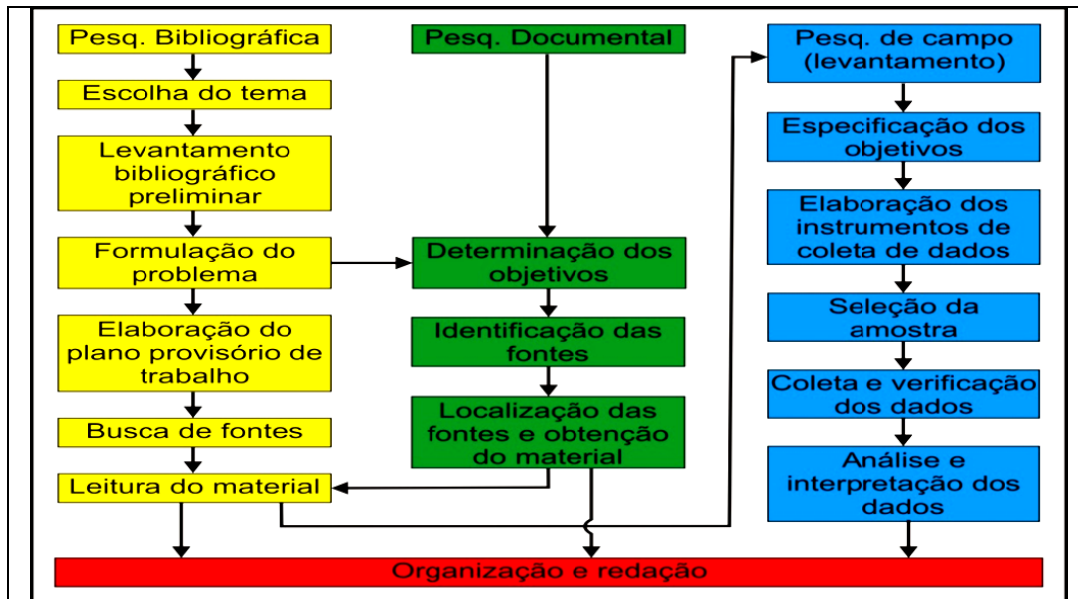 Pesq. Bibliográfica
Escolha do tema
Levantamento
bibliográfico
preliminar
Formulação do
problema
Elaboração do
plano provisório de
trabalho
Busca de fontes
Leitura do material
Pesq. Documental
Determinação dos
objetivos
Identificação das
fontes
Localização das
fontes e obtenção
do material
Pesq. de campo
(levantamento)
Especificação dos
objetivos
Elaboração dos
instrumentos de
coleta de dados
Seleção da
amostra
Coleta e verificação
dos dados
Análise e
interpretação dos
dados
Organização e redação